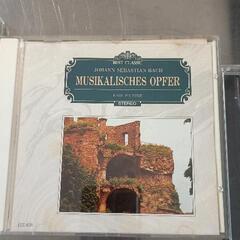 BEST CLASSIC
JOHANN SEBASTIAN BACH
MUSIKALISCHES OPFER
STEREO